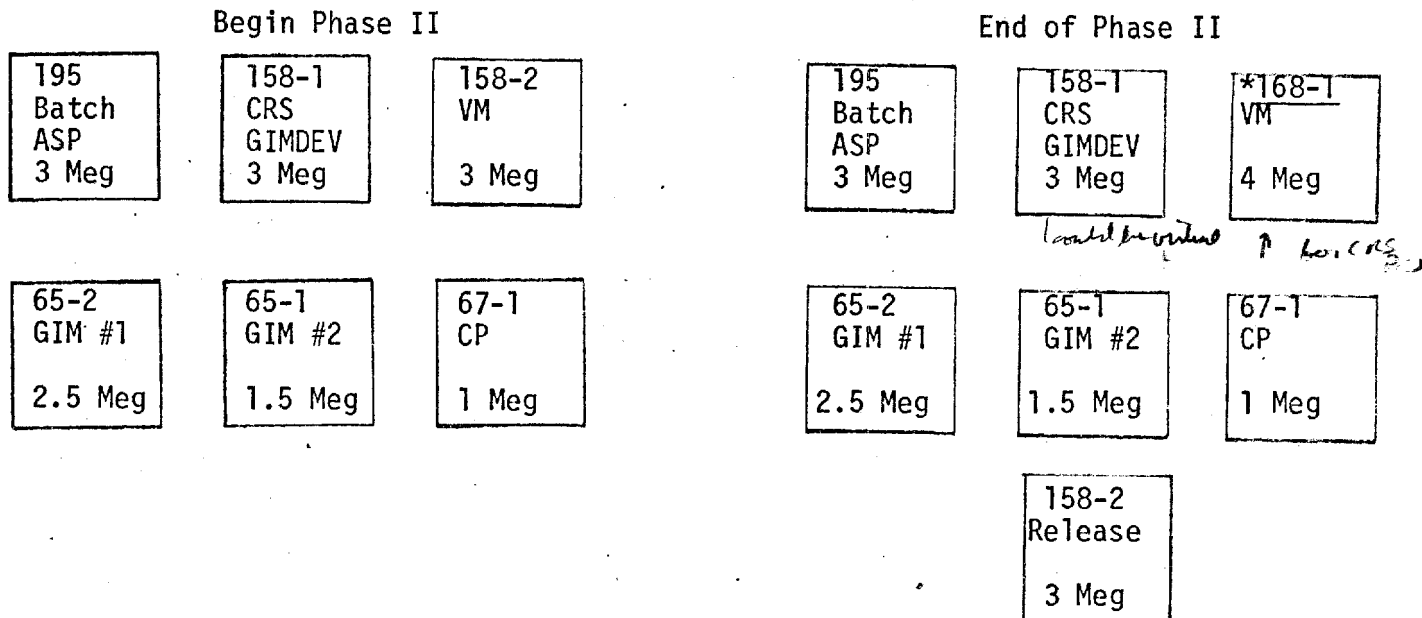 Begin Phase II
195
Batch
ASP
3 Meg
158-1
CRS
GIMDEV
3 Meg
158-2
VM
3 Meg
65-2
GIM #1
2.5 Meg
65-1
GIM #2
1.5 Meg
67-1
CP
1 Meg
End of Phase II
195
Batch
ASP
3 Meg
158-1
CRS
GIMDEV
3 Meg
*168-1
VM
4 Meg
↑
65-2
GIM #1
2.5 Meg
65-1
GIM #2
1.5 Meg
67-1
CP
1 Meg
158-2
Release
3 Meg